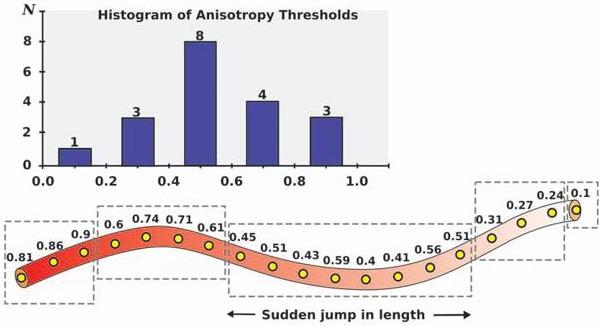 N
Histogram of Anisotropy Thresholds
8
8
6
4
4
3
3
2
1
0
0.0 0.2 0.4 0.6 0.8 1.0
0.81 0.86 0.9 0.6 0.74 0.71 0.61 0.45 0.51 0.43 0.59 0.4 0.41 0.56 0.51 0.31 0.27 0.24 0.1
Sudden jump in length